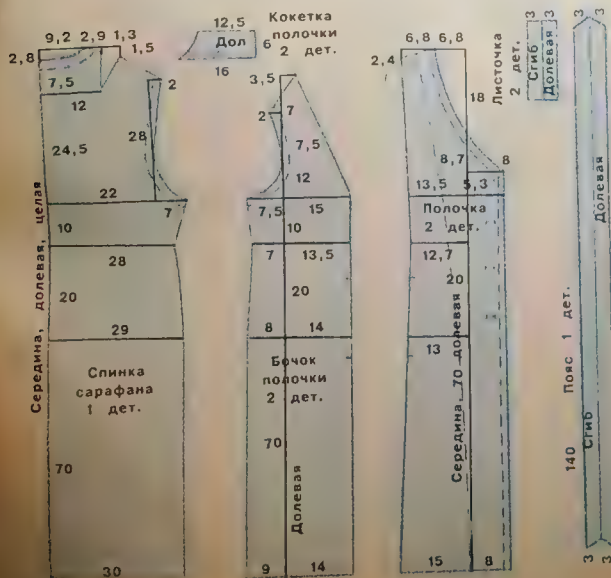 9,2 2,9 1,3
2,8
1,5
7,5
12
2
28
24,5
22
7
10
28
20
29
Середина, долевая, целая
Спинка
сарафана
1 дет.
70
30
12,5
Дол
6
16
Кокетка
полочки
2 дет.
3,5
2
7
7,5
12
7,5
15
10
7
13,5
20
8
14
Бочок
полочки
2 дет.
70
Долевая
9
14
6,8 6,8
2,4
18
8,7
8
13,5
5,3
Полочка
2 дет.
12,7
20
13
Середина, 70 долевая
15
8
Листочка
2 дет.
Сгиб
Долевая
3
3
3
3
Долевая
140 Пояс 1 дет.
Сгиб
3
3